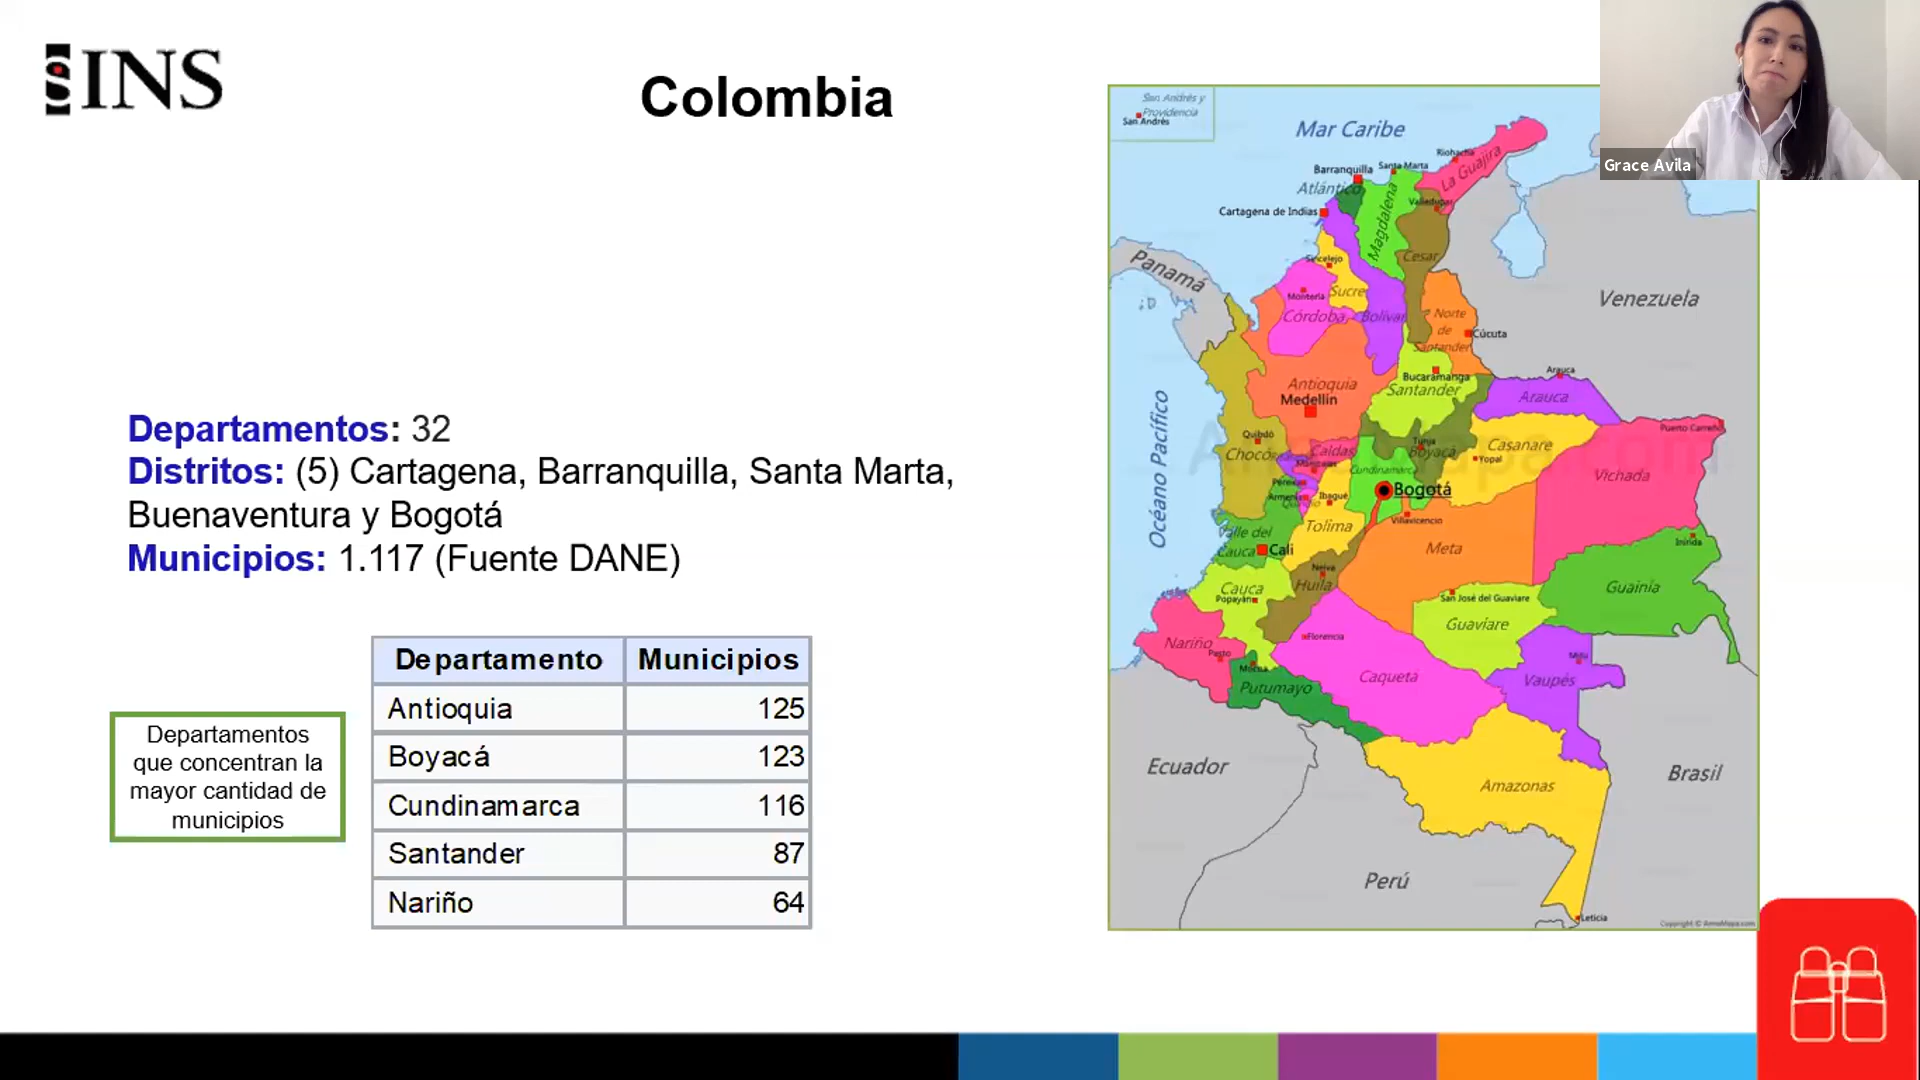 INS
Colombia
Departamentos: 32
Distritos: (5) Cartagena, Barranquilla, Santa Marta,
Buenaventura y Bogotá
Municipios: 1.117 (Fuente DANE)
Departamentos
que concentran la
mayor cantidad de
municipios
Departamento Municipios
Antioquia 125
Boyacá 123
Cundinamarca 116
Santander 87
Nariño 64
San Andrés y
Providencia
San Andrés
Mar Caribe
Riohacha
Santa Marta
Barranquilla
La Guajira
Atlántico
Magdalena
Valledupar
Cartagena de Indias
Cesar
Sincelejo
Panamá
Montería
Sucre
Córdoba
Bolívar
Venezuela
Norte
de
Santander
Cúcuta
Arauca
Bucaramanga
Antioquia
Santander
Arauca
Medellín
Océano Pacífico
Puerto Carreño
Quibdó
Chocó
Caldas
Tunja
Boyacá
Casanare
Yopal
Manizales
Cundinamarca
Vichada
Pereira
Armenia
Quindío
Ibagué
Bogotá
Villavicencio
Tolima
Valle del
Cauca
Cali
Meta
Inírida
Neiva
Huila
Cauca
Popayán
San José del Guaviare
Guainía
Guaviare
Nariño
Pasto
Florencia
Mocoa
Putumayo
Caquetá
Mitú
Vaupés
Ecuador
Amazonas
Brasil
Perú
Leticia
Copyright © AnnaMapa.com
Grace Avila